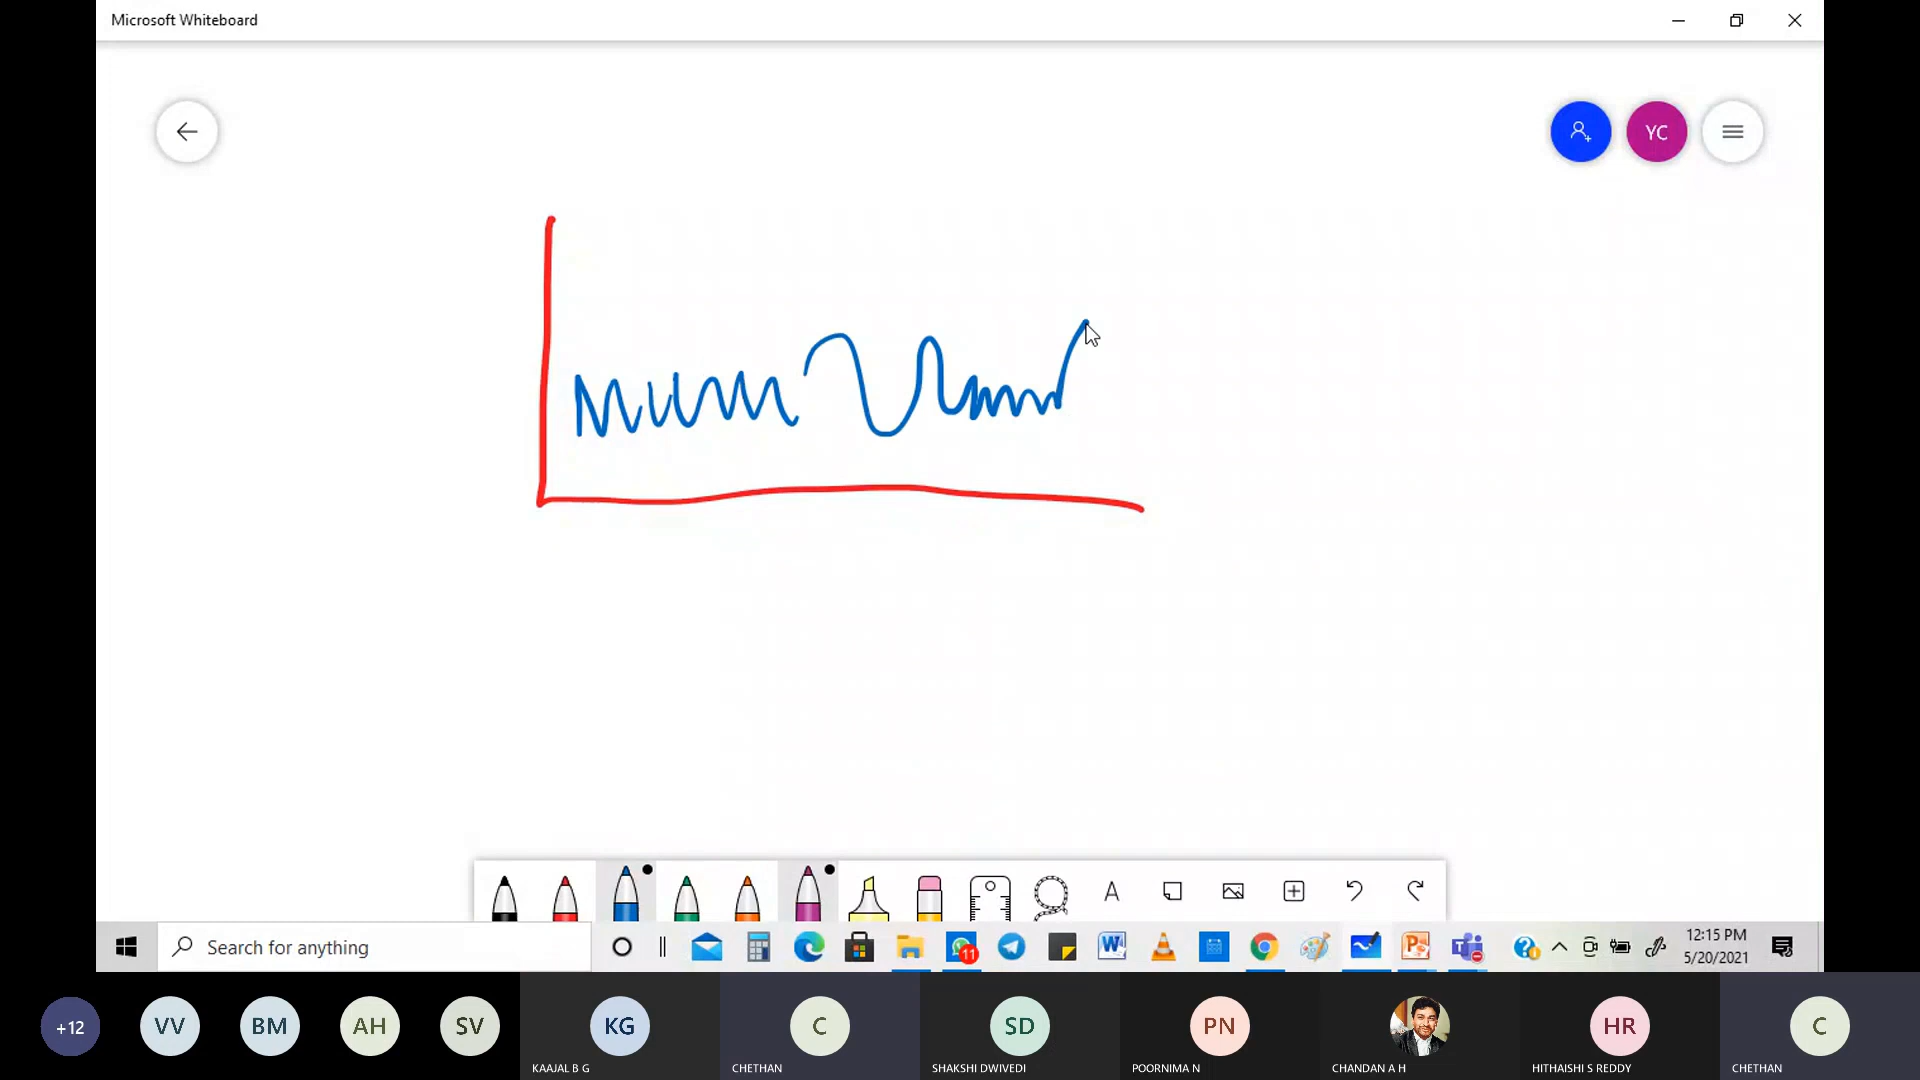 Microsoft Whiteboard
YC
A
Search for anything
11
12:15 PM
5/20/2021
+12
VV
BM
AH
SV
KG
C
SD
PN
HR
C
KAAJAL B G
CHETHAN
SHAKSHI DWIVEDI
POORNIMA N
CHANDAN A H
HITHAISHI S REDDY
CHETHAN